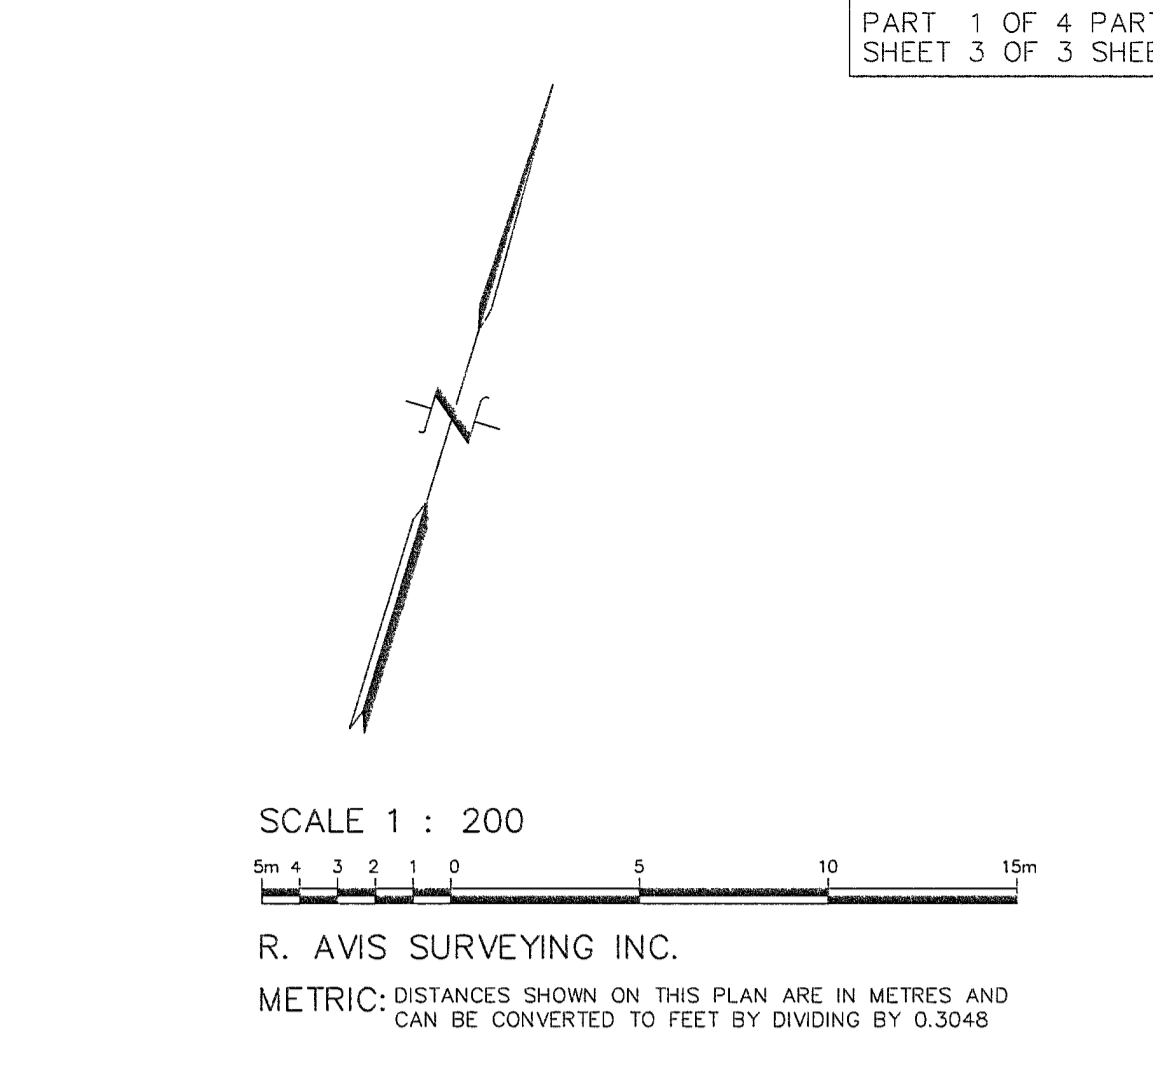 PART 1 OF 4
SHEET 3 OF 3
N
SCALE 1 : 200
5m 4 3 2 1 0 5 10 15m
R. AVIS SURVEYING INC.
METRIC: DISTANCES SHOWN ON THIS PLAN ARE IN METRES AND
CAN BE CONVERTED TO FEET BY DIVIDING BY 0.3048